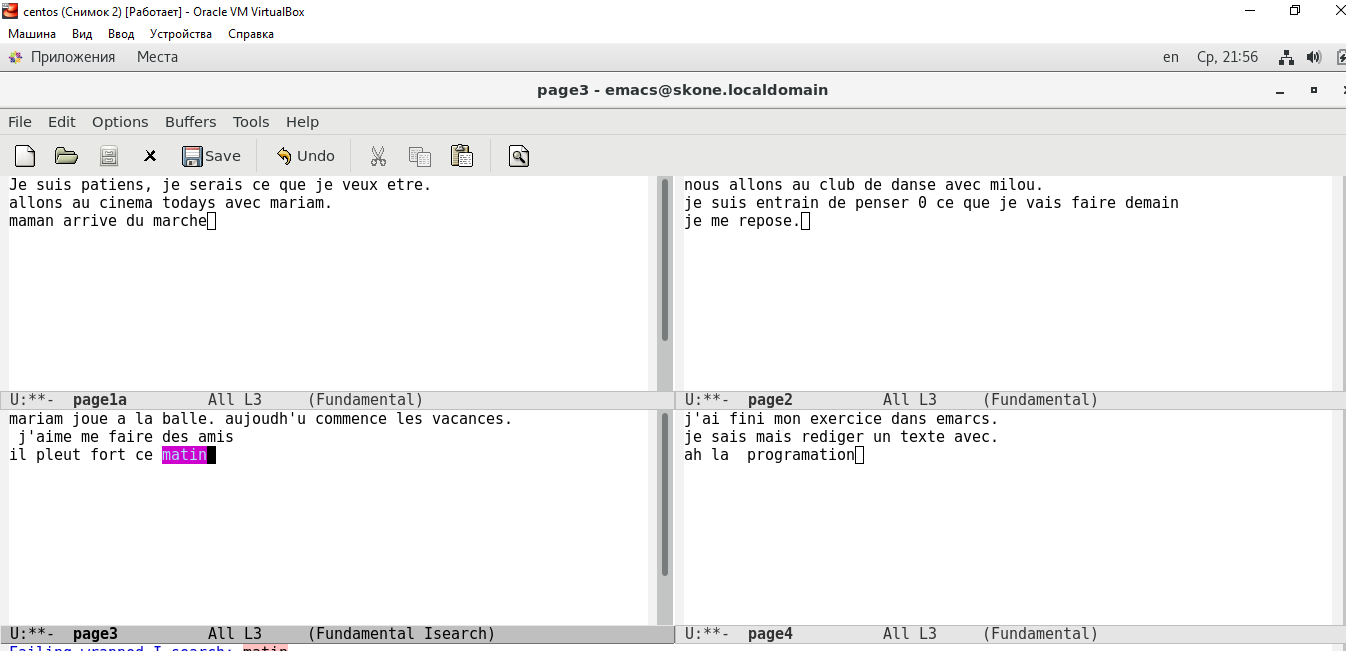 centos (Снимок 2) [Работает] - Oracle VM VirtualBox
Машина Вид Ввод Устройства Справка
Приложения Места en Ср, 21:56
page3 - emacs@skone.localdomain
File Edit Options Buffers Tools Help
Save Undo
Je suis patiens, je serais ce que je veux etre.
allons au cinema todays avec mariam.
maman arrive du marche
U:**- page1a All L3 (Fundamental)
nous allons au club de danse avec milou.
je suis entrain de penser 0 ce que je vais faire demain
je me repose.
U:**- page2 All L3 (Fundamental)
mariam joue a la balle. aujoudh'u commence les vacances.
j'aime me faire des amis
il pleut fort ce matin
U:**- page3 All L3 (Fundamental Isearch)
j'ai fini mon exercice dans emarcs.
je sais mais rediger un texte avec.
ah la  programation
U:**- page4 All L3 (Fundamental)
Failing wrapped I-search: matin